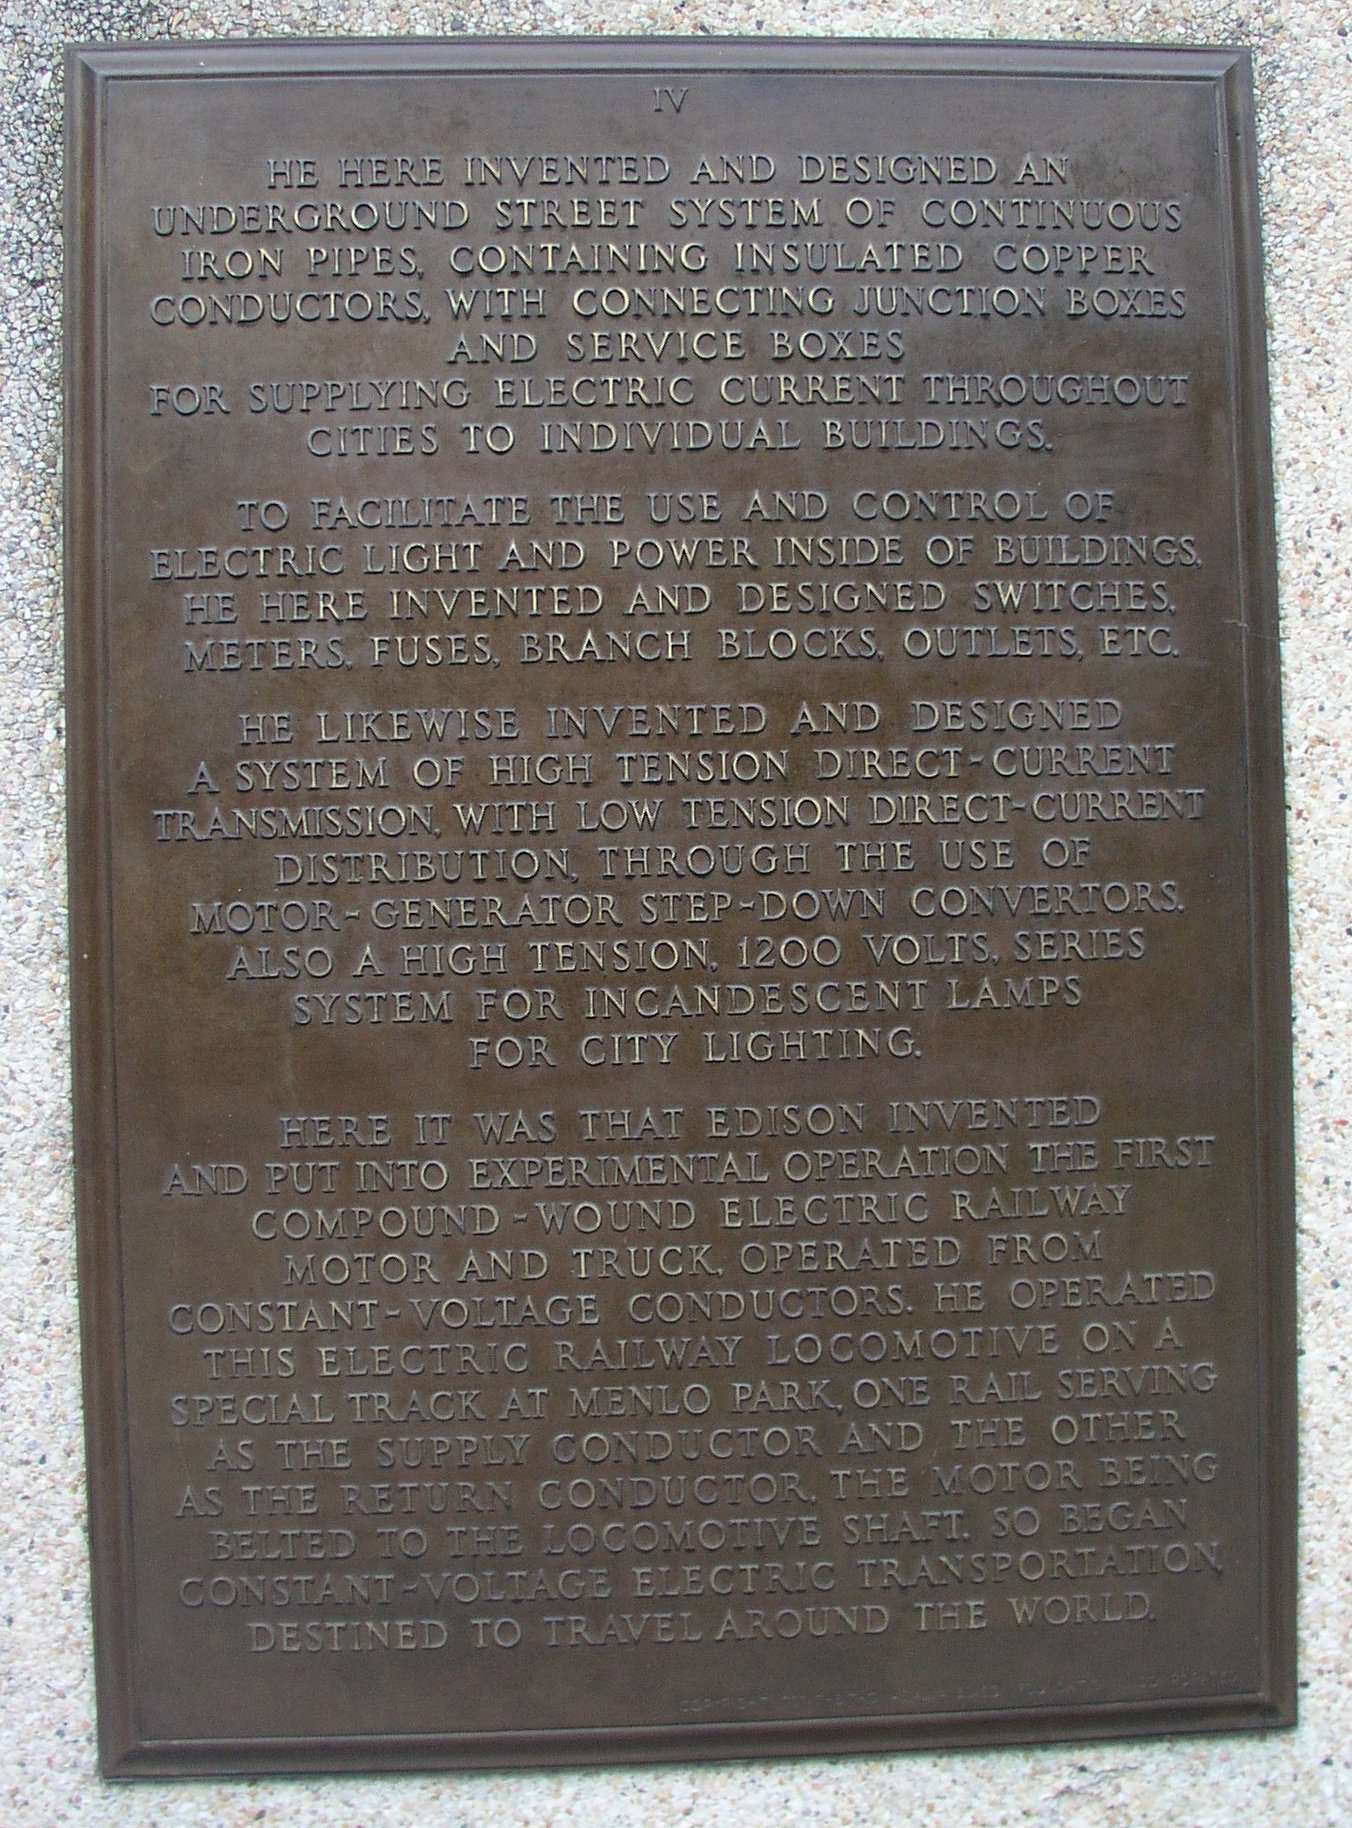 IV
HE HERE INVENTED AND DESIGNED AN
UNDERGROUND STREET SYSTEM OF CONTINUOUS
IRON PIPES, CONTAINING INSULATED COPPER
CONDUCTORS, WITH CONNECTING JUNCTION BOXES
AND SERVICE BOXES
FOR SUPPLYING ELECTRIC CURRENT THROUGHOUT
CITIES TO INDIVIDUAL BUILDINGS.
TO FACILITATE THE USE AND CONTROL OF
ELECTRIC LIGHT AND POWER INSIDE OF BUILDINGS,
HE HERE INVENTED AND DESIGNED SWITCHES,
METERS, FUSES, BRANCH BLOCKS, OUTLETS, ETC.
HE LIKEWISE INVENTED AND DESIGNED
A SYSTEM OF HIGH TENSION DIRECT-CURRENT
TRANSMISSION, WITH LOW TENSION DIRECT-CURRENT
DISTRIBUTION, THROUGH THE USE OF
MOTOR-GENERATOR STEP-DOWN CONVERTORS.
ALSO A HIGH TENSION, 1200 VOLTS, SERIES
SYSTEM FOR INCANDESCENT LAMPS
FOR CITY LIGHTING.
HERE IT WAS THAT EDISON INVENTED
AND PUT INTO EXPERIMENTAL OPERATION THE FIRST
COMPOUND-WOUND ELECTRIC RAILWAY
MOTOR AND TRUCK, OPERATED FROM
CONSTANT-VOLTAGE CONDUCTORS. HE OPERATED
THIS ELECTRIC RAILWAY LOCOMOTIVE ON A
SPECIAL TRACK AT MENLO PARK, ONE RAIL SERVING
AS THE SUPPLY CONDUCTOR AND THE OTHER
AS THE RETURN CONDUCTOR, THE MOTOR BEING
BELTED TO THE LOCOMOTIVE SHAFT. SO BEGAN
CONSTANT-VOLTAGE ELECTRIC TRANSPORTATION,
DESTINED TO TRAVEL AROUND THE WORLD.